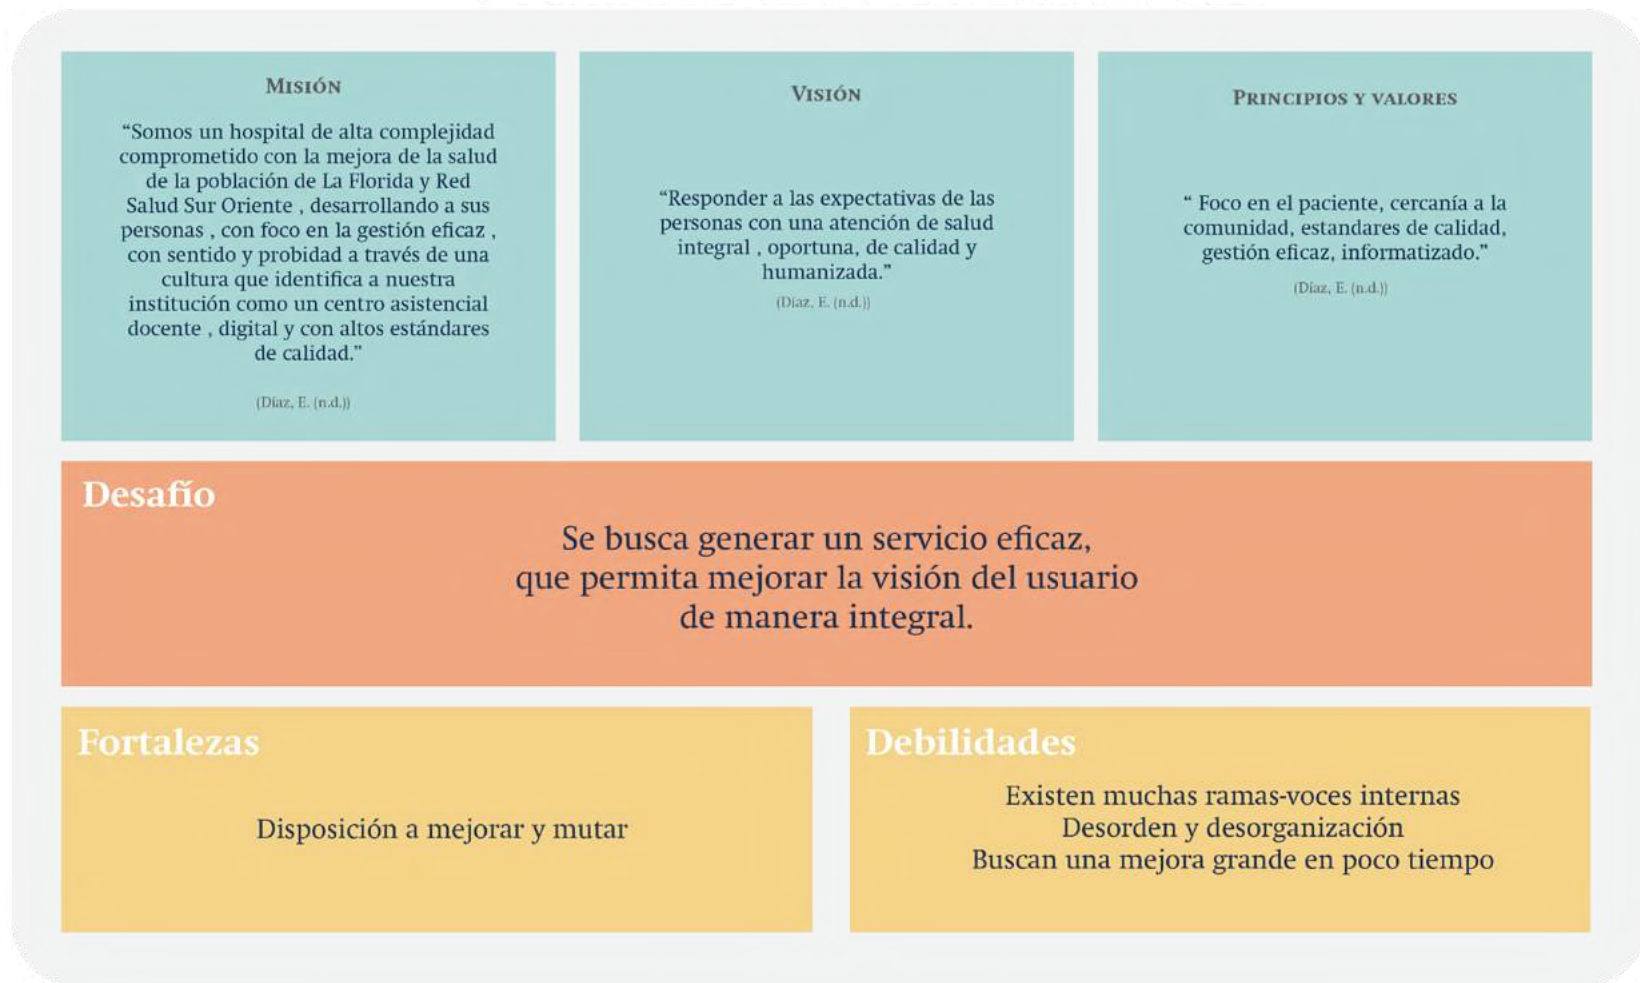 MISIÓN
“Somos un hospital de alta complejidad
comprometido con la mejora de la salud
de la población de La Florida y Red
Salud Sur Oriente , desarrollando a sus
personas , con foco en la gestión eficaz ,
con sentido y probidad a través de una
cultura que identifica a nuestra
institución como un centro asistencial
docente , digital y con altos estándares
de calidad.”
(Díaz, E. (n.d.))
VISIÓN
“Responder a las expectativas de las
personas con una atención de salud
integral , oportuna, de calidad y
humanizada.”
(Díaz, E. (n.d.))
PRINCIPIOS Y VALORES
“ Foco en el paciente, cercanía a la
comunidad, estandares de calidad,
gestión eficaz, informatizado.”
(Díaz, E. (n.d.))
Desafío
Se busca generar un servicio eficaz,
que permita mejorar la visión del usuario
de manera integral.
Fortalezas
Disposición a mejorar y mutar
Debilidades
Existen muchas ramas-voces internas
Desorden y desorganización
Buscan una mejora grande en poco tiempo